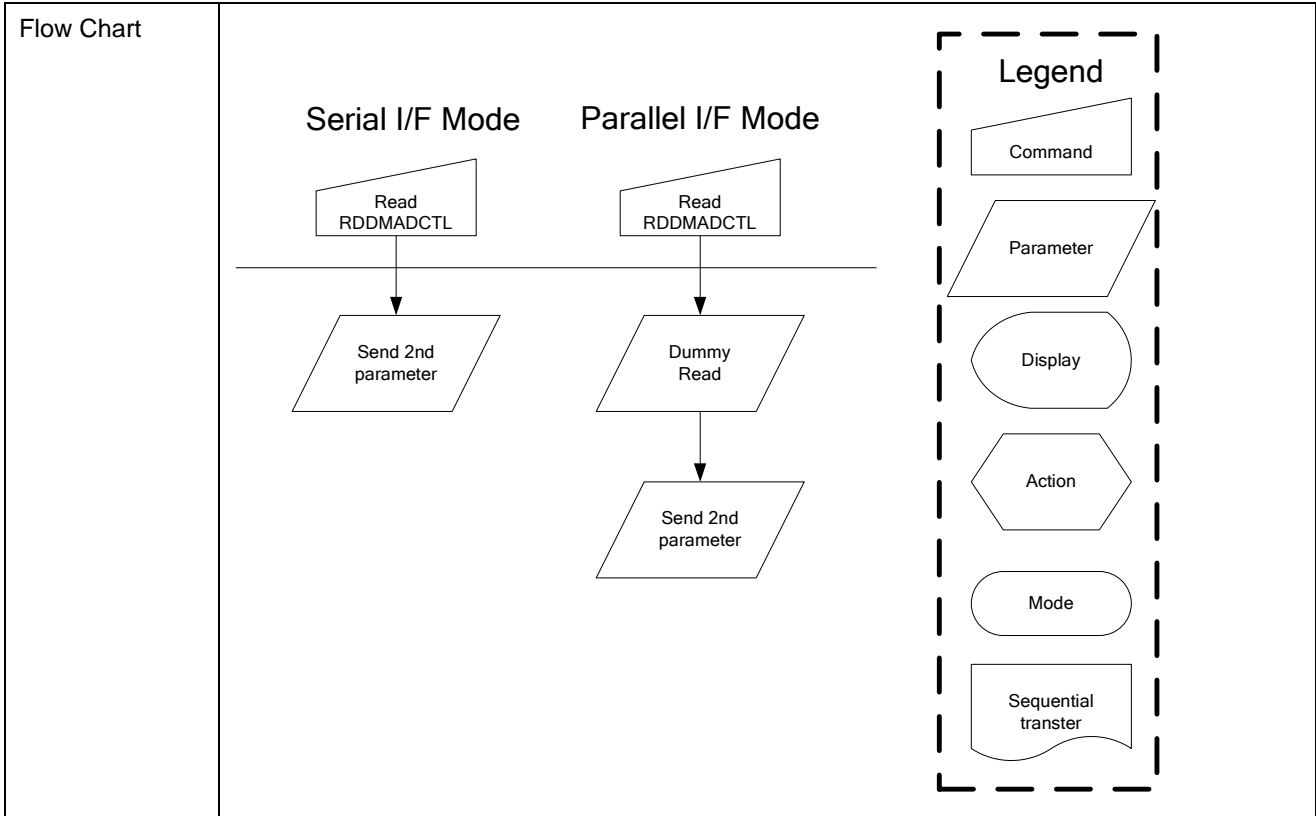 Flow Chart
Serial I/F Mode
Read
RDDMADCTL
Send 2nd
parameter
Parallel I/F Mode
Read
RDDMADCTL
Dummy
Read
Send 2nd
parameter
Legend
Command
Parameter
Display
Action
Mode
Sequential
transter